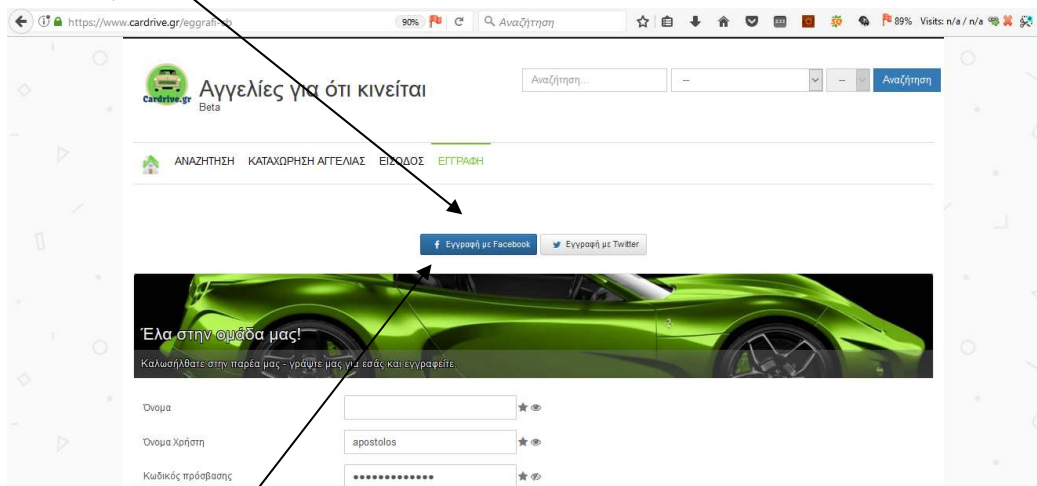 https://www.cardrive.gr/eggrafi-cb 90% Αναζήτηση 89% Visits: n/a / n/a
Cardrive.gr Αγγελίες για ότι κινείται Αναζήτηση... -- -- Αναζήτηση
Beta
ΑΝΑΖΗΤΗΣΗ ΚΑΤΑΧΩΡΗΣΗ ΑΓΓΕΛΙΑΣ ΕΙΣΟΔΟΣ ΕΓΓΡΑΦΗ
Εγγραφή με Facebook Εγγραφή με Twitter
Έλα στην ομάδα μας!
Καλωσήλθατε στην παρέα μας - γράψτε μας για εσάς και εγγραφείτε.
Όνομα
Όνομα Χρήστη apostolos
Κωδικός πρόσβασης •••••••••••••